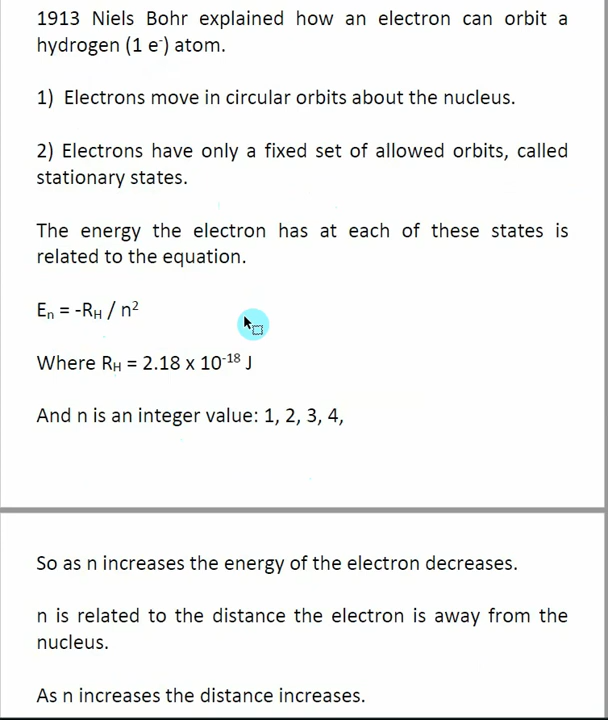 1913 Niels Bohr explained how an electron can orbit a
hydrogen (1 e⁻) atom.
1) Electrons move in circular orbits about the nucleus.
2) Electrons have only a fixed set of allowed orbits, called
stationary states.
The energy the electron has at each of these states is
related to the equation.
Eₙ = -R_H / n²
Where R_H = 2.18 x 10⁻¹⁸ J
And n is an integer value: 1, 2, 3, 4,
So as n increases the energy of the electron decreases.
n is related to the distance the electron is away from the
nucleus.
As n increases the distance increases.